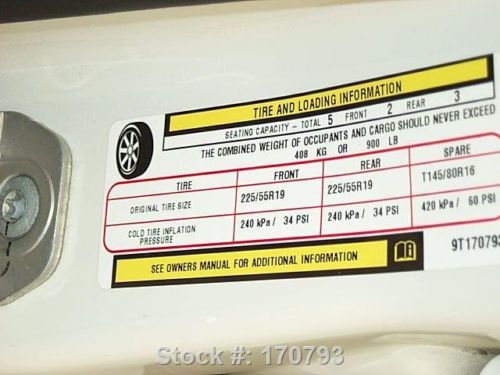 TIRE AND LOADING INFORMATION
SEATING CAPACITY - TOTAL 5 FRONT 2 REAR 3
THE COMBINED WEIGHT OF OCCUPANTS AND CARGO SHOULD NEVER EXCEED
408 KG OR 900 LB
TIRE FRONT REAR SPARE
ORIGINAL TIRE SIZE 225/55R19 225/55R19 T145/80R16
COLD TIRE INFLATION PRESSURE 240 kPa / 34 PSI 240 kPa / 34 PSI 420 kPa / 60 PSI
SEE OWNERS MANUAL FOR ADDITIONAL INFORMATION
9T170793
Stock #: 170793